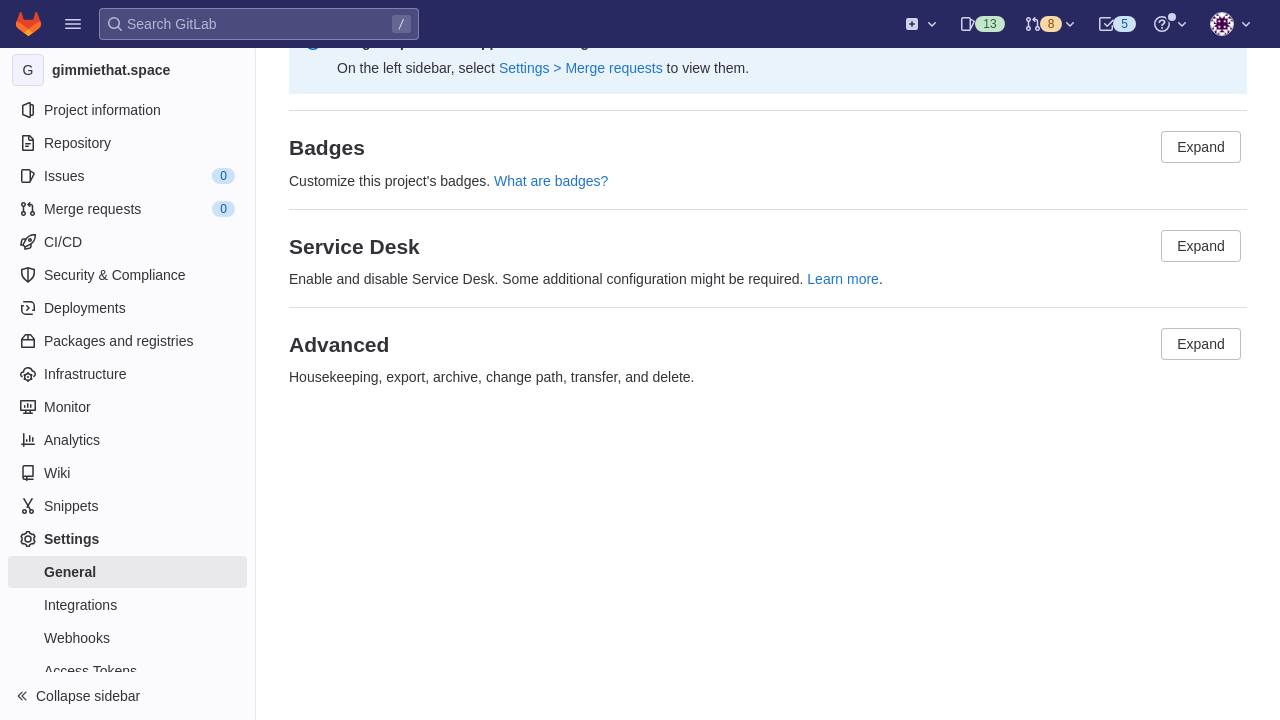 Search GitLab
/
13
8
5
G
gimmiethat.space
Project information
Repository
Issues
0
Merge requests
0
CI/CD
Security & Compliance
Deployments
Packages and registries
Infrastructure
Monitor
Analytics
Wiki
Snippets
Settings
General
Integrations
Webhooks
Access Tokens
Collapse sidebar
On the left sidebar, select Settings > Merge requests to view them.
Badges
Expand
Customize this project's badges. What are badges?
Service Desk
Expand
Enable and disable Service Desk. Some additional configuration might be required. Learn more.
Advanced
Expand
Housekeeping, export, archive, change path, transfer, and delete.